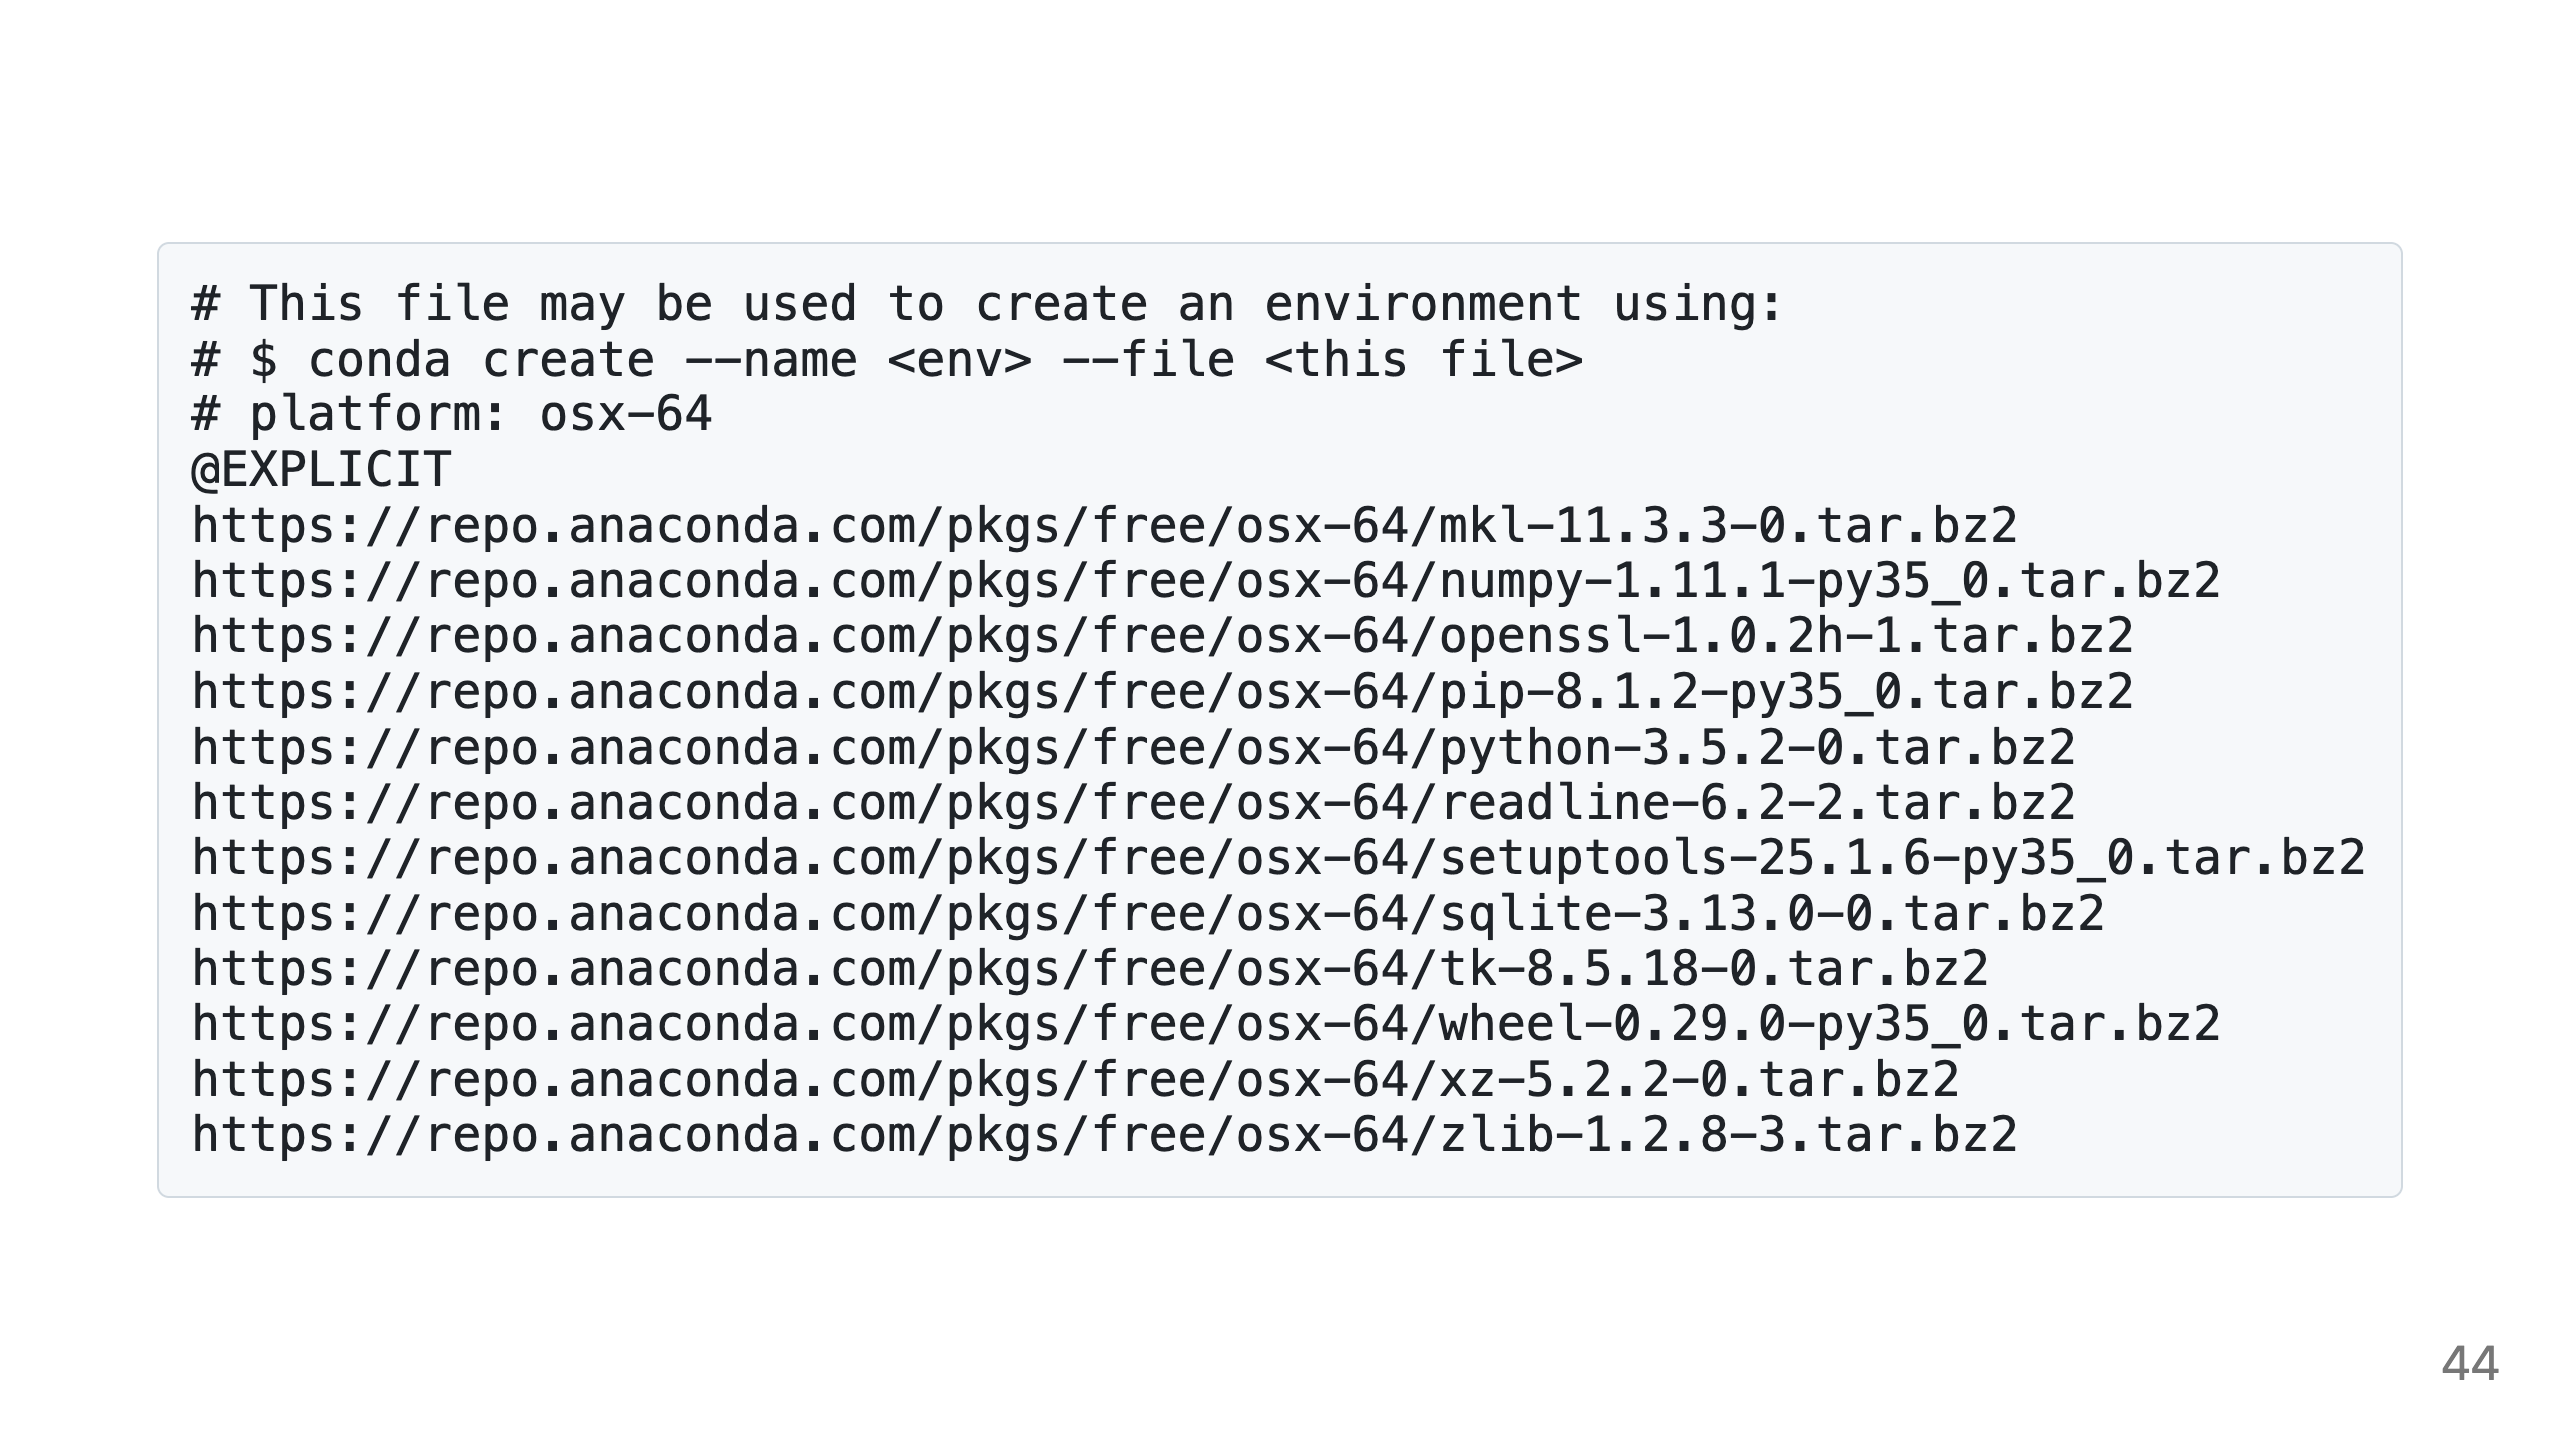 # This file may be used to create an environment using:
# $ conda create --name <env> --file <this file>
# platform: osx-64
@EXPLICIT
https://repo.anaconda.com/pkgs/free/osx-64/mkl-11.3.3-0.tar.bz2
https://repo.anaconda.com/pkgs/free/osx-64/numpy-1.11.1-py35_0.tar.bz2
https://repo.anaconda.com/pkgs/free/osx-64/openssl-1.0.2h-1.tar.bz2
https://repo.anaconda.com/pkgs/free/osx-64/pip-8.1.2-py35_0.tar.bz2
https://repo.anaconda.com/pkgs/free/osx-64/python-3.5.2-0.tar.bz2
https://repo.anaconda.com/pkgs/free/osx-64/readline-6.2-2.tar.bz2
https://repo.anaconda.com/pkgs/free/osx-64/setuptools-25.1.6-py35_0.tar.bz2
https://repo.anaconda.com/pkgs/free/osx-64/sqlite-3.13.0-0.tar.bz2
https://repo.anaconda.com/pkgs/free/osx-64/tk-8.5.18-0.tar.bz2
https://repo.anaconda.com/pkgs/free/osx-64/wheel-0.29.0-py35_0.tar.bz2
https://repo.anaconda.com/pkgs/free/osx-64/xz-5.2.2-0.tar.bz2
https://repo.anaconda.com/pkgs/free/osx-64/zlib-1.2.8-3.tar.bz2
44